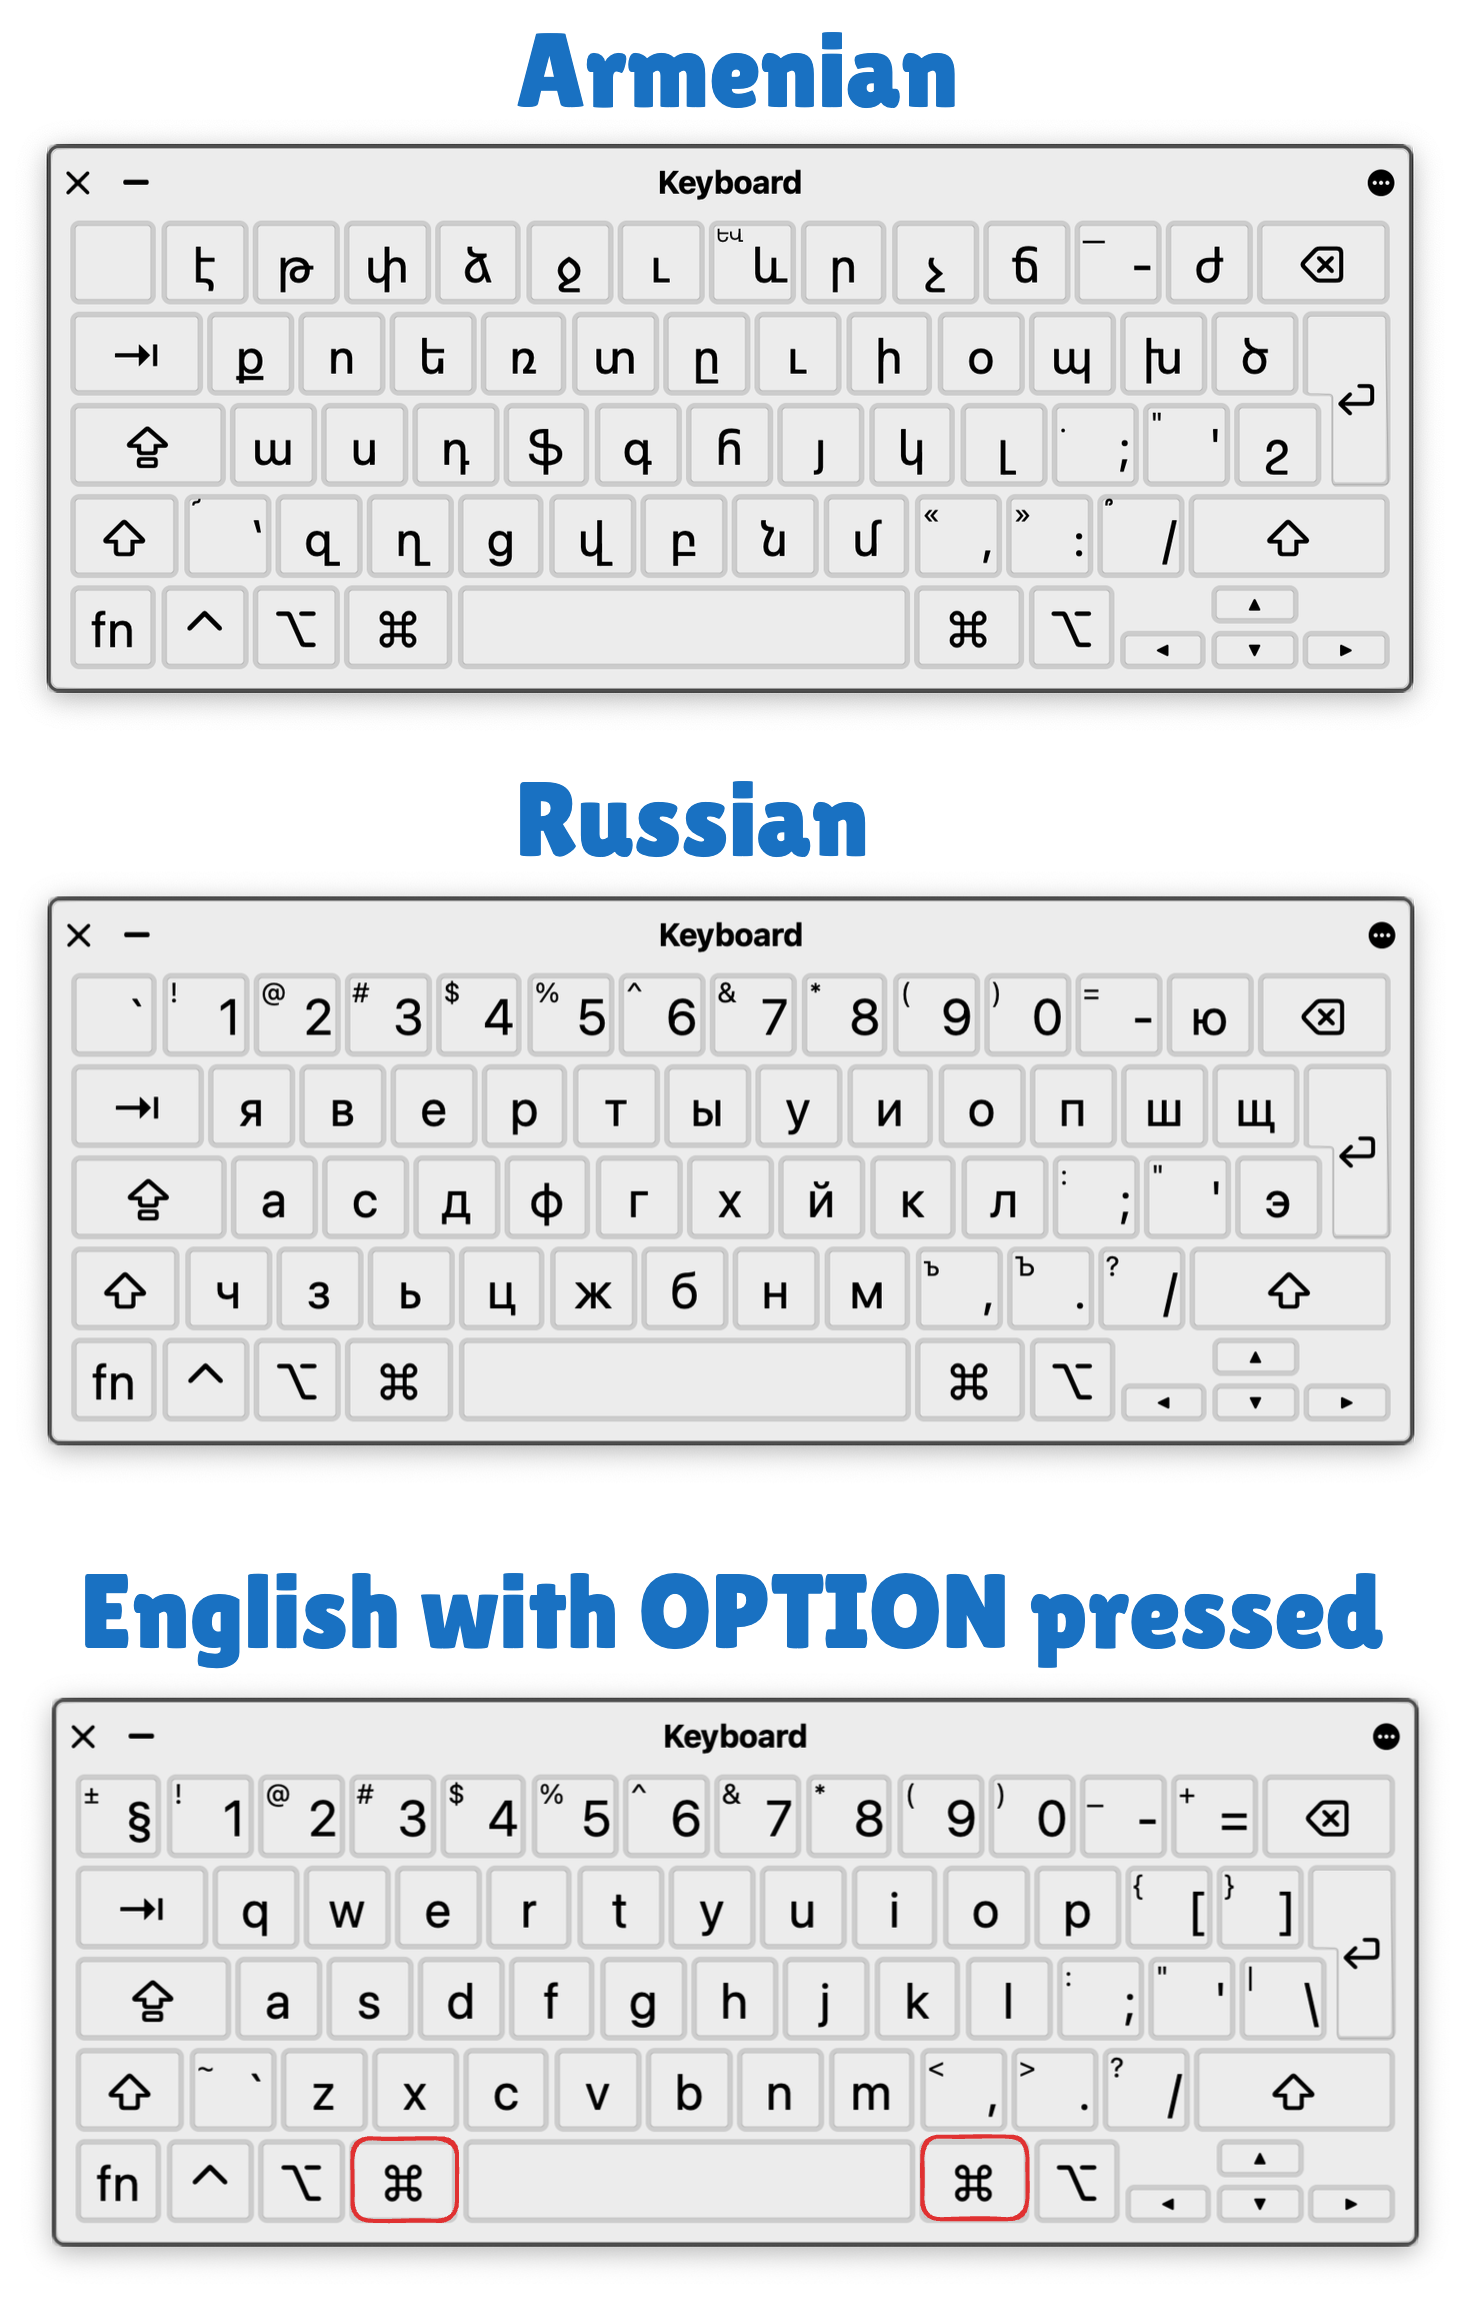 Armenian
Keyboard
է թ փ ձ ջ ւ ԵՎ և ր չ ճ — - ժ
ք ո ե ռ տ ը ւ ի օ պ խ ծ
ա ս դ ֆ գ հ յ կ լ . ; " ' շ
՜ ՝ զ ղ ց վ բ ն մ « , » : ՞ /
fn ^ ⌥ ⌘ ⌘ ⌥
Russian
Keyboard
` ! 1 @ 2 # 3 $ 4 % 5 ^ 6 & 7 * 8 ( 9 ) 0 = - ю
я в е р т ы у и о п ш щ
а с д ф г х й к л : ; " ' э
ч з ь ц ж б н м ъ , Ъ . ? /
fn ^ ⌥ ⌘ ⌘ ⌥
English with OPTION pressed
Keyboard
± § ! 1 @ 2 # 3 $ 4 % 5 ^ 6 & 7 * 8 ( 9 ) 0 _ - + =
q w e r t y u i o p { [ } ]
a s d f g h j k l : ; " ' | \
~ ` z x c v b n m < , > . ? /
fn ^ ⌥ ⌘ ⌘ ⌥